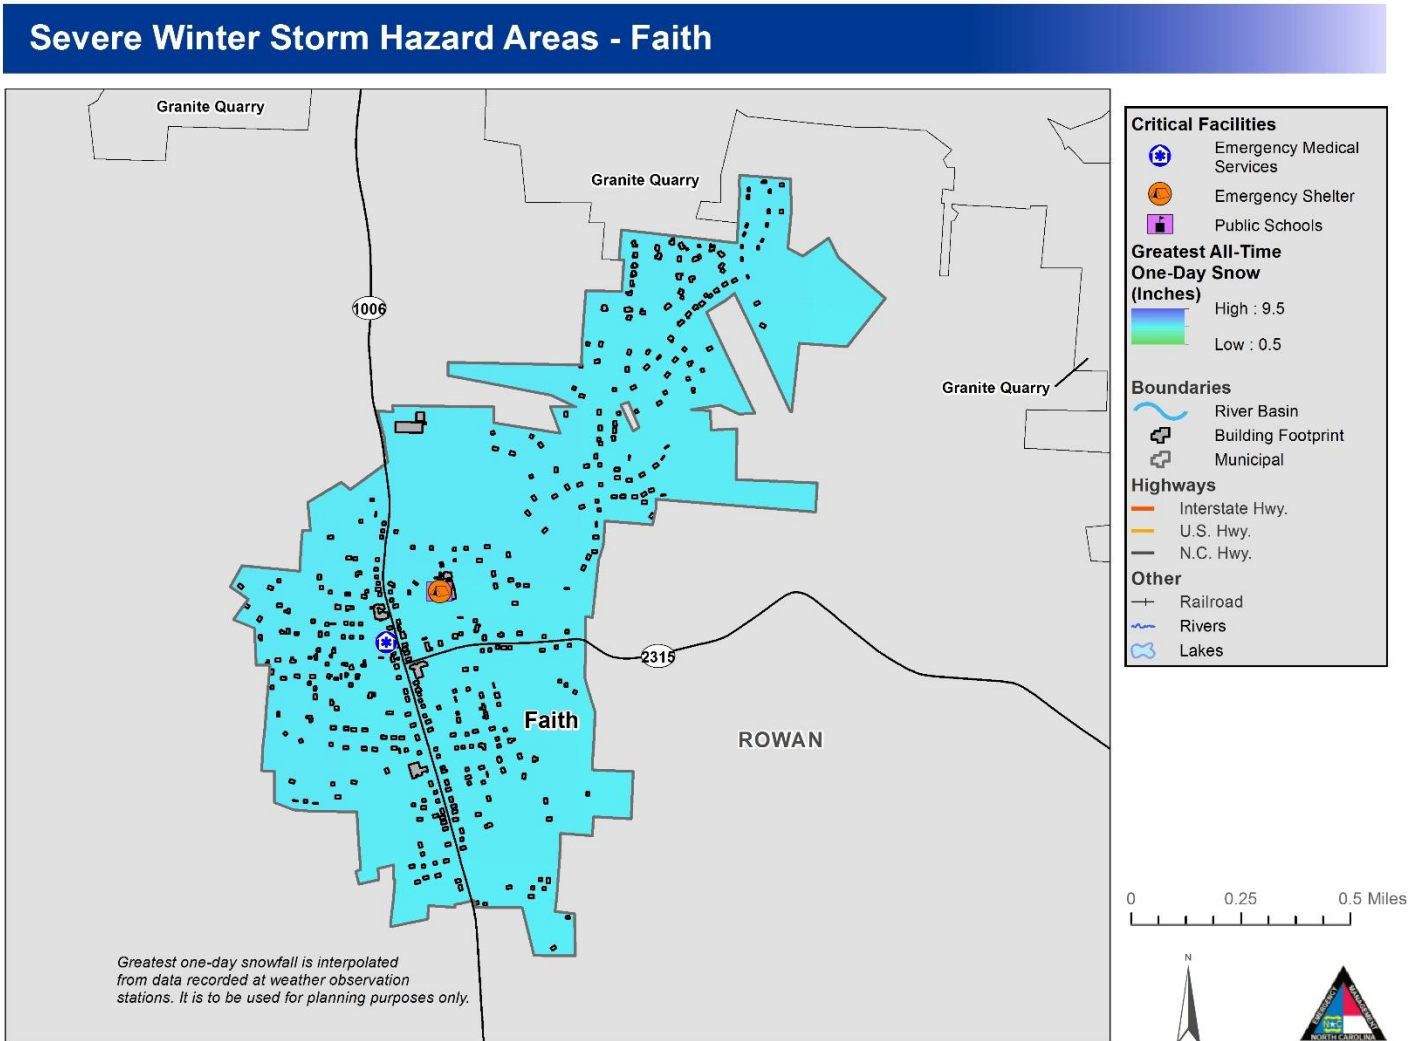 Severe Winter Storm Hazard Areas - Faith
Granite Quarry
Granite Quarry
1006
Granite Quarry
2315
Faith
ROWAN
Greatest one-day snowfall is interpolated
from data recorded at weather observation
stations. It is to be used for planning purposes only.
Critical Facilities
Emergency Medical
Services
Emergency Shelter
Public Schools
Greatest All-Time
One-Day Snow
(Inches)
High : 9.5
Low : 0.5
Boundaries
River Basin
Building Footprint
Municipal
Highways
Interstate Hwy.
U.S. Hwy.
N.C. Hwy.
Other
Railroad
Rivers
Lakes
0 0.25 0.5 Miles
N
EMERGENCY
MANAGEMENT
NORTH CAROLINA